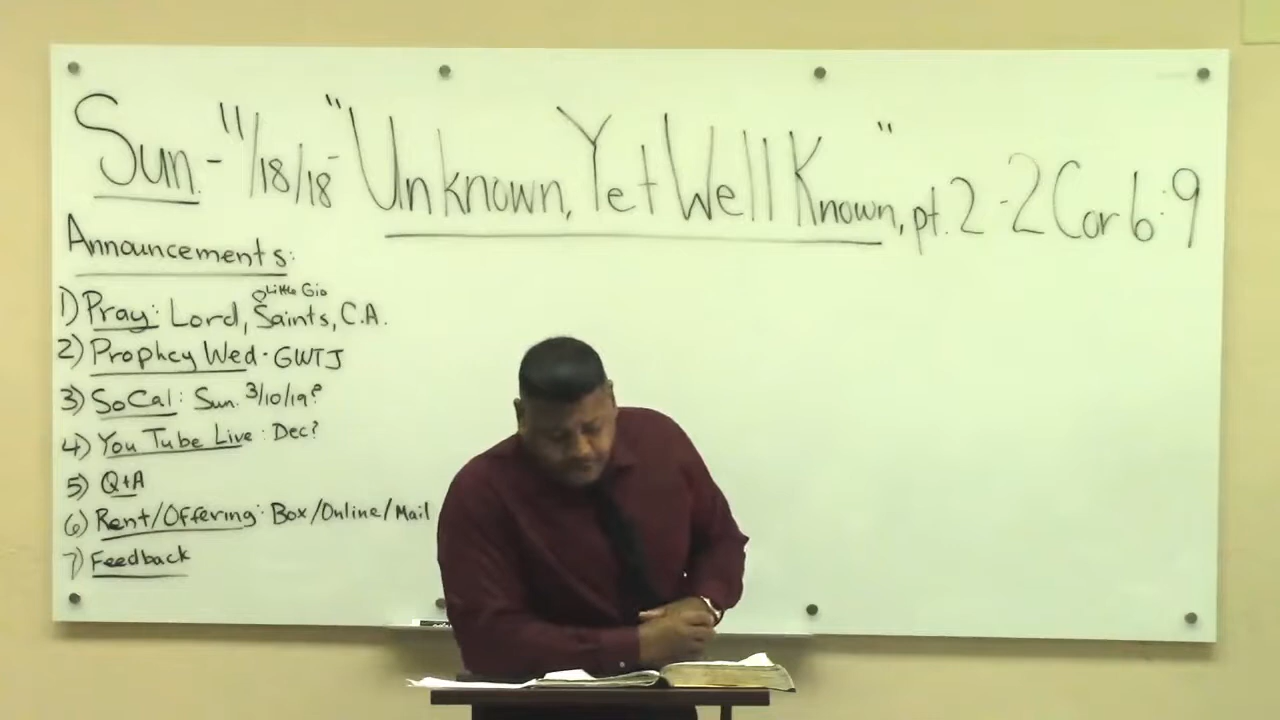 Sun. - 11/18/18 - "Unknown, Yet Well Known," pt. 2 - 2 Cor 6:9
Announcements:
Little Gio
1) Pray: Lord, Saints, C.A.
2) Prophcy Wed - GWTJ
3) SoCal: Sun. 3/10/19?
4) You Tube Live: Dec?
5) Q+A
6) Rent/Offering: Box/Online/Mail
7) Feedback